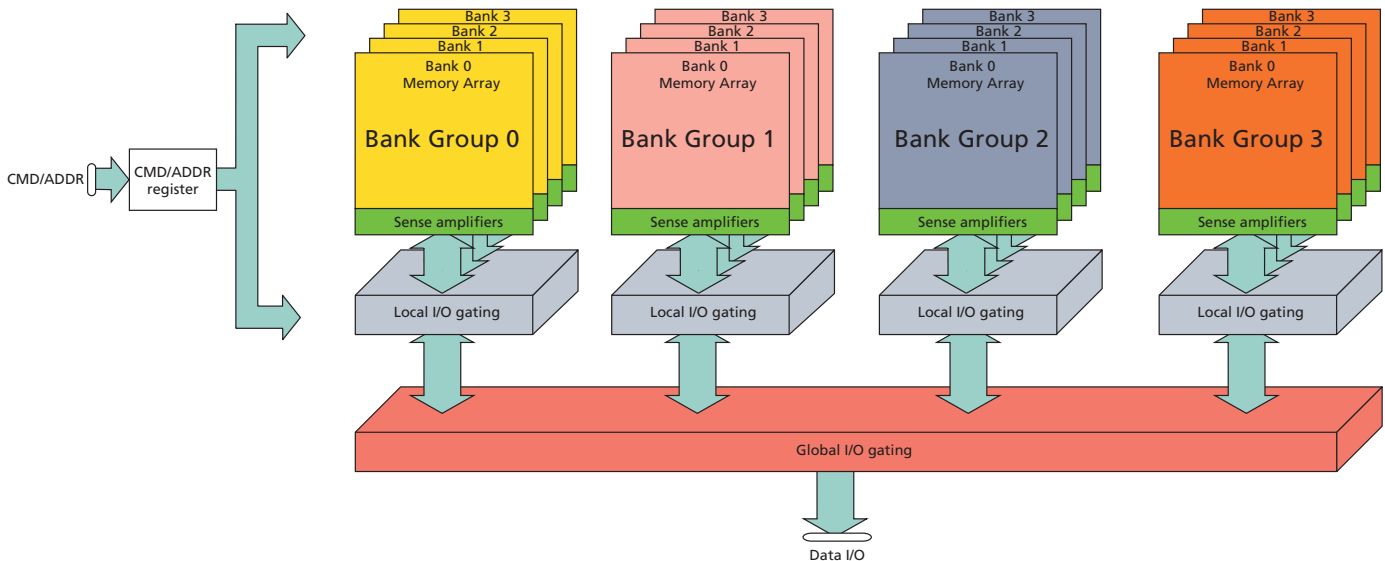 Bank 3
Bank 2
Bank 1
Bank 0
Memory Array
Bank Group 0
Sense amplifiers
Bank 3
Bank 2
Bank 1
Bank 0
Memory Array
Bank Group 1
Sense amplifiers
Bank 3
Bank 2
Bank 1
Bank 0
Memory Array
Bank Group 2
Sense amplifiers
Bank 3
Bank 2
Bank 1
Bank 0
Memory Array
Bank Group 3
Sense amplifiers
CMD/ADDR
CMD/ADDR
register
Local I/O gating
Local I/O gating
Local I/O gating
Local I/O gating
Global I/O gating
Data I/O